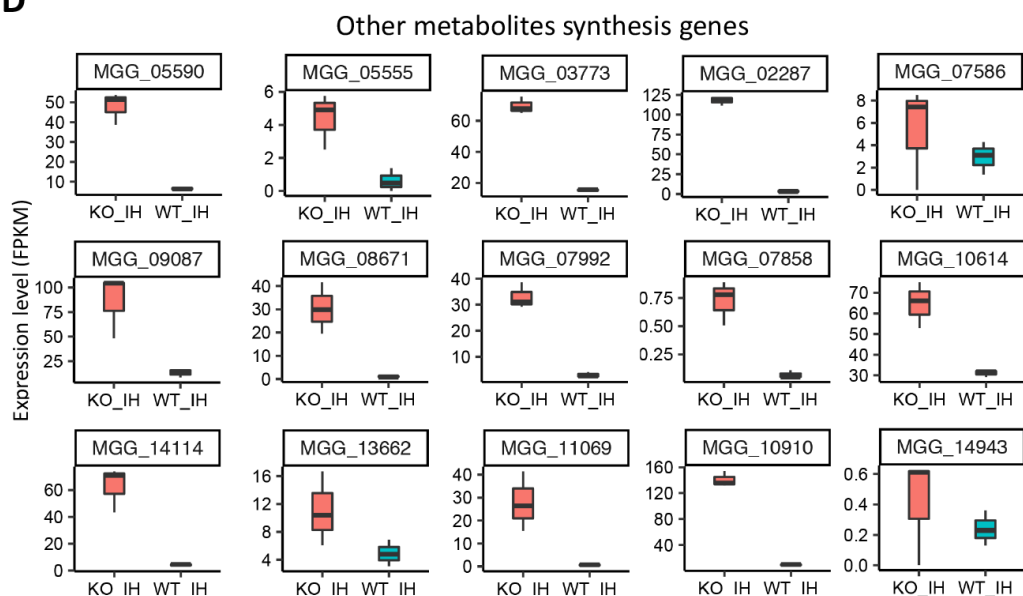 D
Other metabolites synthesis genes
Expression level (FPKM)
MGG_05590 MGG_05555 MGG_03773 MGG_02287 MGG_07586
50 40 30 20 10
6 4 2 0
60 40 20
125 100 75 50 25 0
8 6 4 2 0
KO_IH WT_IH KO_IH WT_IH KO_IH WT_IH KO_IH WT_IH KO_IH WT_IH
MGG_09087 MGG_08671 MGG_07992 MGG_07858 MGG_10614
100 75 50 25
40 30 20 10 0
40 30 20 10
0.75 0.50 0.25
70 60 50 40 30
KO_IH WT_IH KO_IH WT_IH KO_IH WT_IH KO_IH WT_IH KO_IH WT_IH
MGG_14114 MGG_13662 MGG_11069 MGG_10910 MGG_14943
60 40 20 0
16 12 8 4
40 30 20 10 0
160 120 80 40
0.6 0.4 0.2 0.0
KO_IH WT_IH KO_IH WT_IH KO_IH WT_IH KO_IH WT_IH KO_IH WT_IH